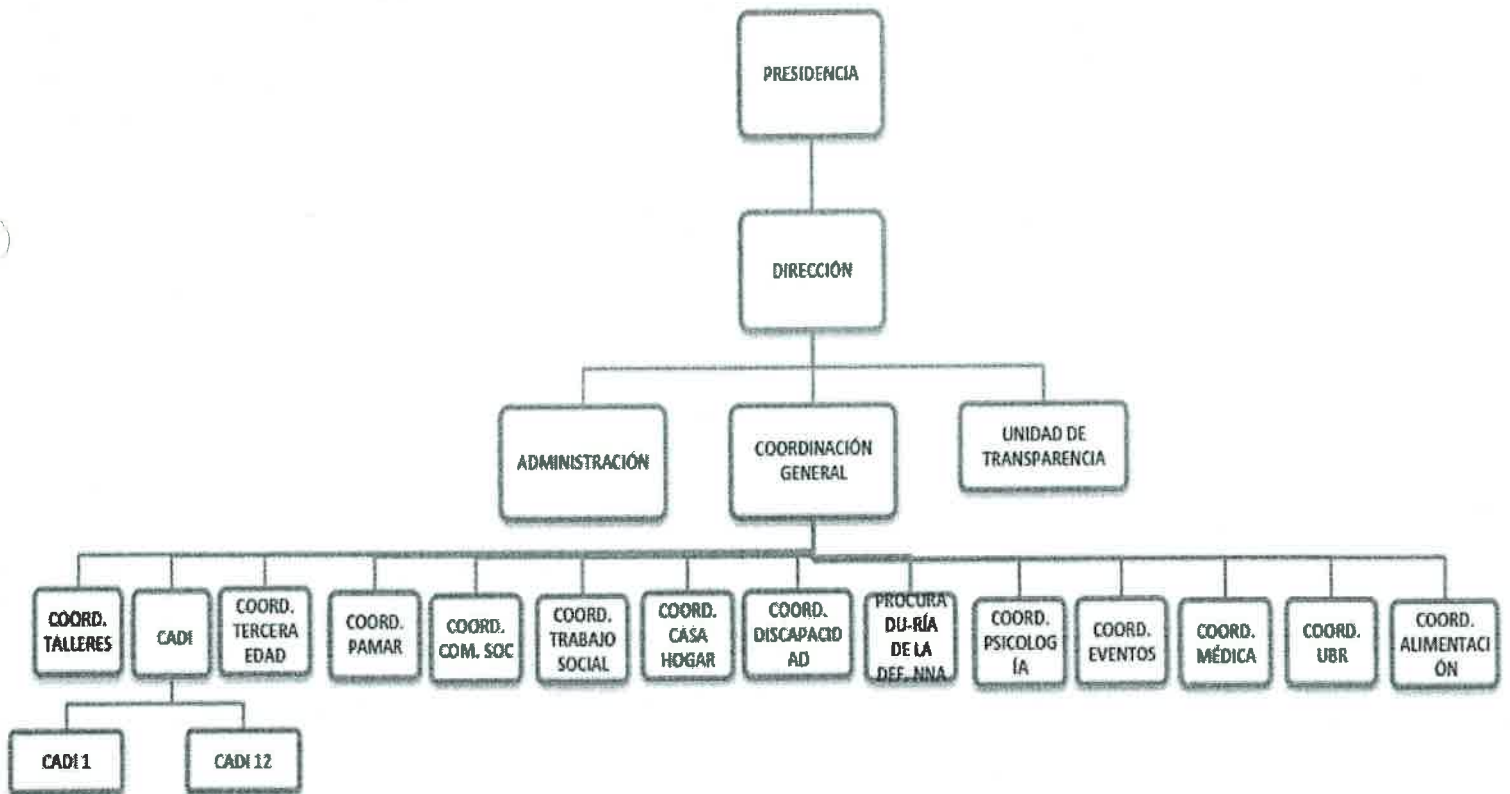 PRESIDENCIA
DIRECCIÓN
ADMINISTRACIÓN
COORDINACIÓN
GENERAL
UNIDAD DE
TRANSPARENCIA
COORD.
TALLERES
CADI
COORD.
TERCERA
EDAD
COORD.
PAMAR
COORD.
COM. SOC
COORD.
TRABAJO
SOCIAL
COORD.
CASA
HOGAR
COORD.
DISCAPACID
AD
PROCURA
DU-RÍA
DE LA
DEF. NNA
COORD.
PSICOLOG
ÍA
COORD.
EVENTOS
COORD.
MÉDICA
COORD.
UBR
COORD.
ALIMENTACI
ÓN
CADI 1
CADI 12